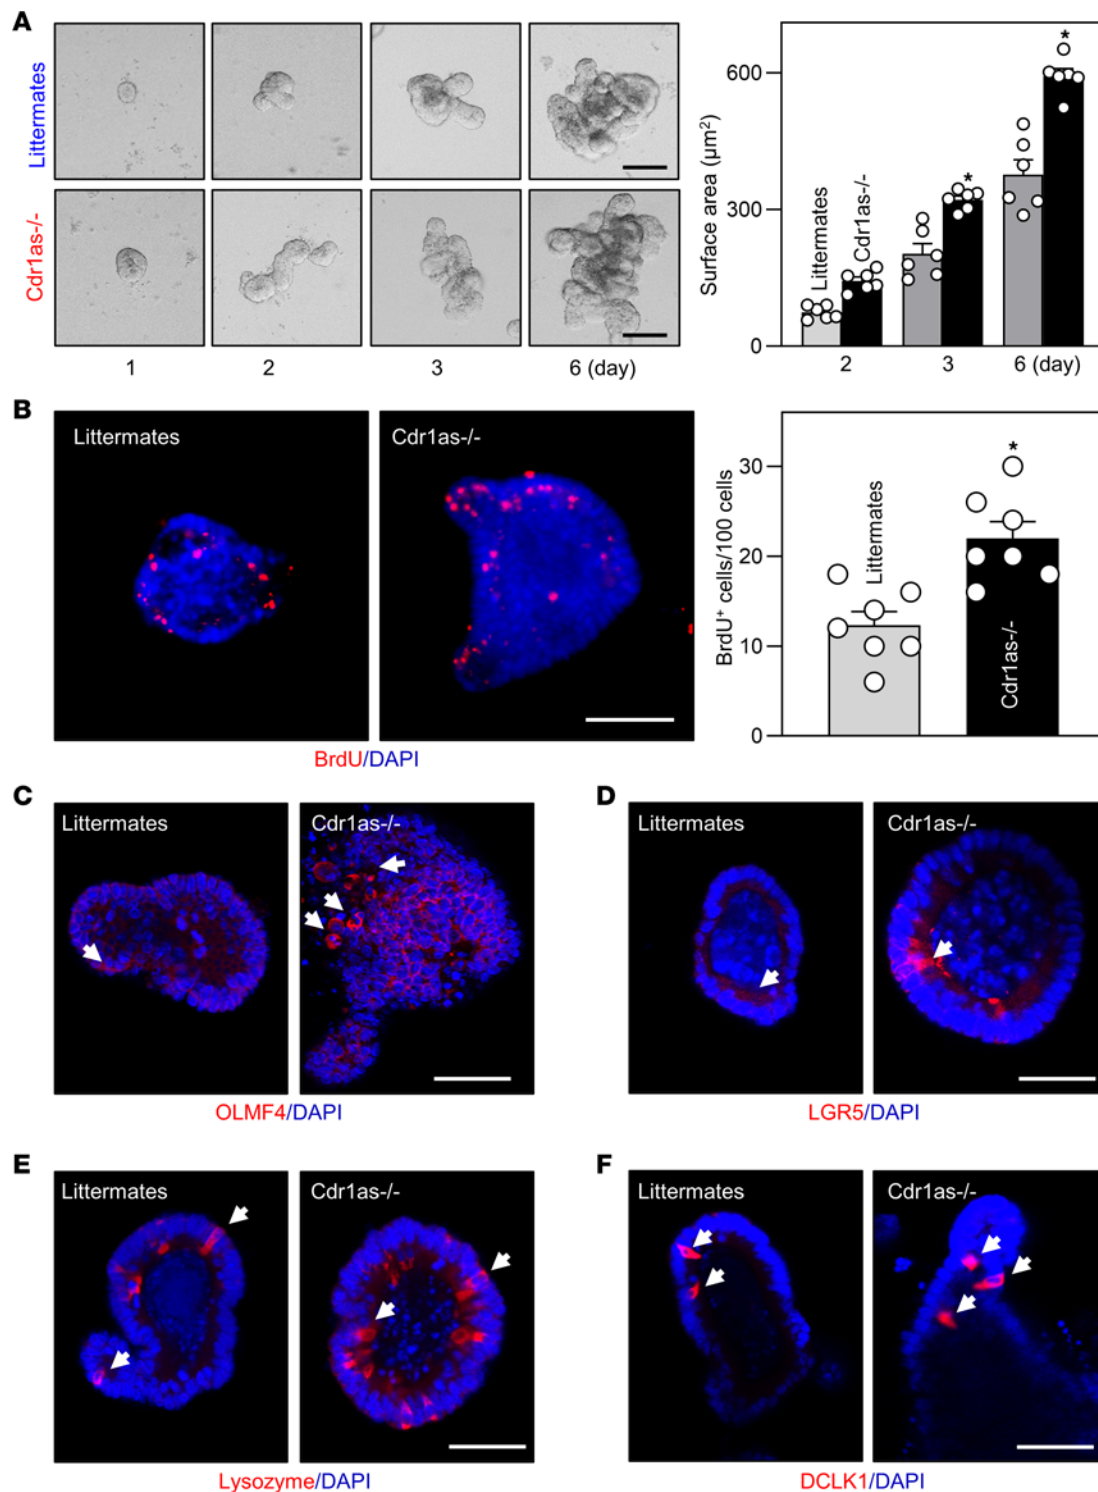 A
Littermates
Cdr1as-/-
1
2
3
6 (day)
Surface area (µm²)
600
300
0
Littermates
Cdr1as-/-
*
*
2
3
6 (day)
B
Littermates
Cdr1as-/-
BrdU/DAPI
BrdU⁺ cells/100 cells
30
20
10
0
Littermates
Cdr1as-/-
*
C
Littermates
Cdr1as-/-
OLMF4/DAPI
D
Littermates
Cdr1as-/-
LGR5/DAPI
E
Littermates
Cdr1as-/-
Lysozyme/DAPI
F
Littermates
Cdr1as-/-
DCLK1/DAPI